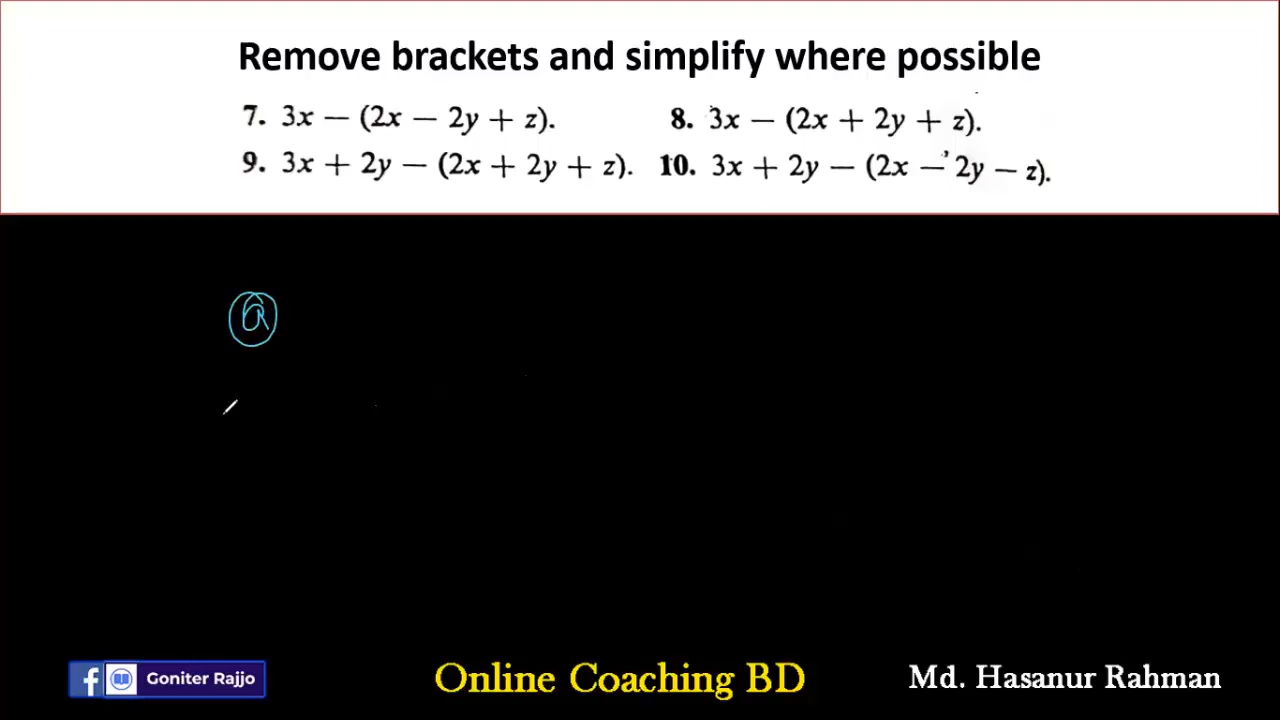 Remove brackets and simplify where possible
7. 3x − (2x − 2y + z). 8. 3x − (2x + 2y + z).
9. 3x + 2y − (2x + 2y + z). 10. 3x + 2y − (2x − 2y − z).
Goniter Rajjo
Online Coaching BD
Md. Hasanur Rahman